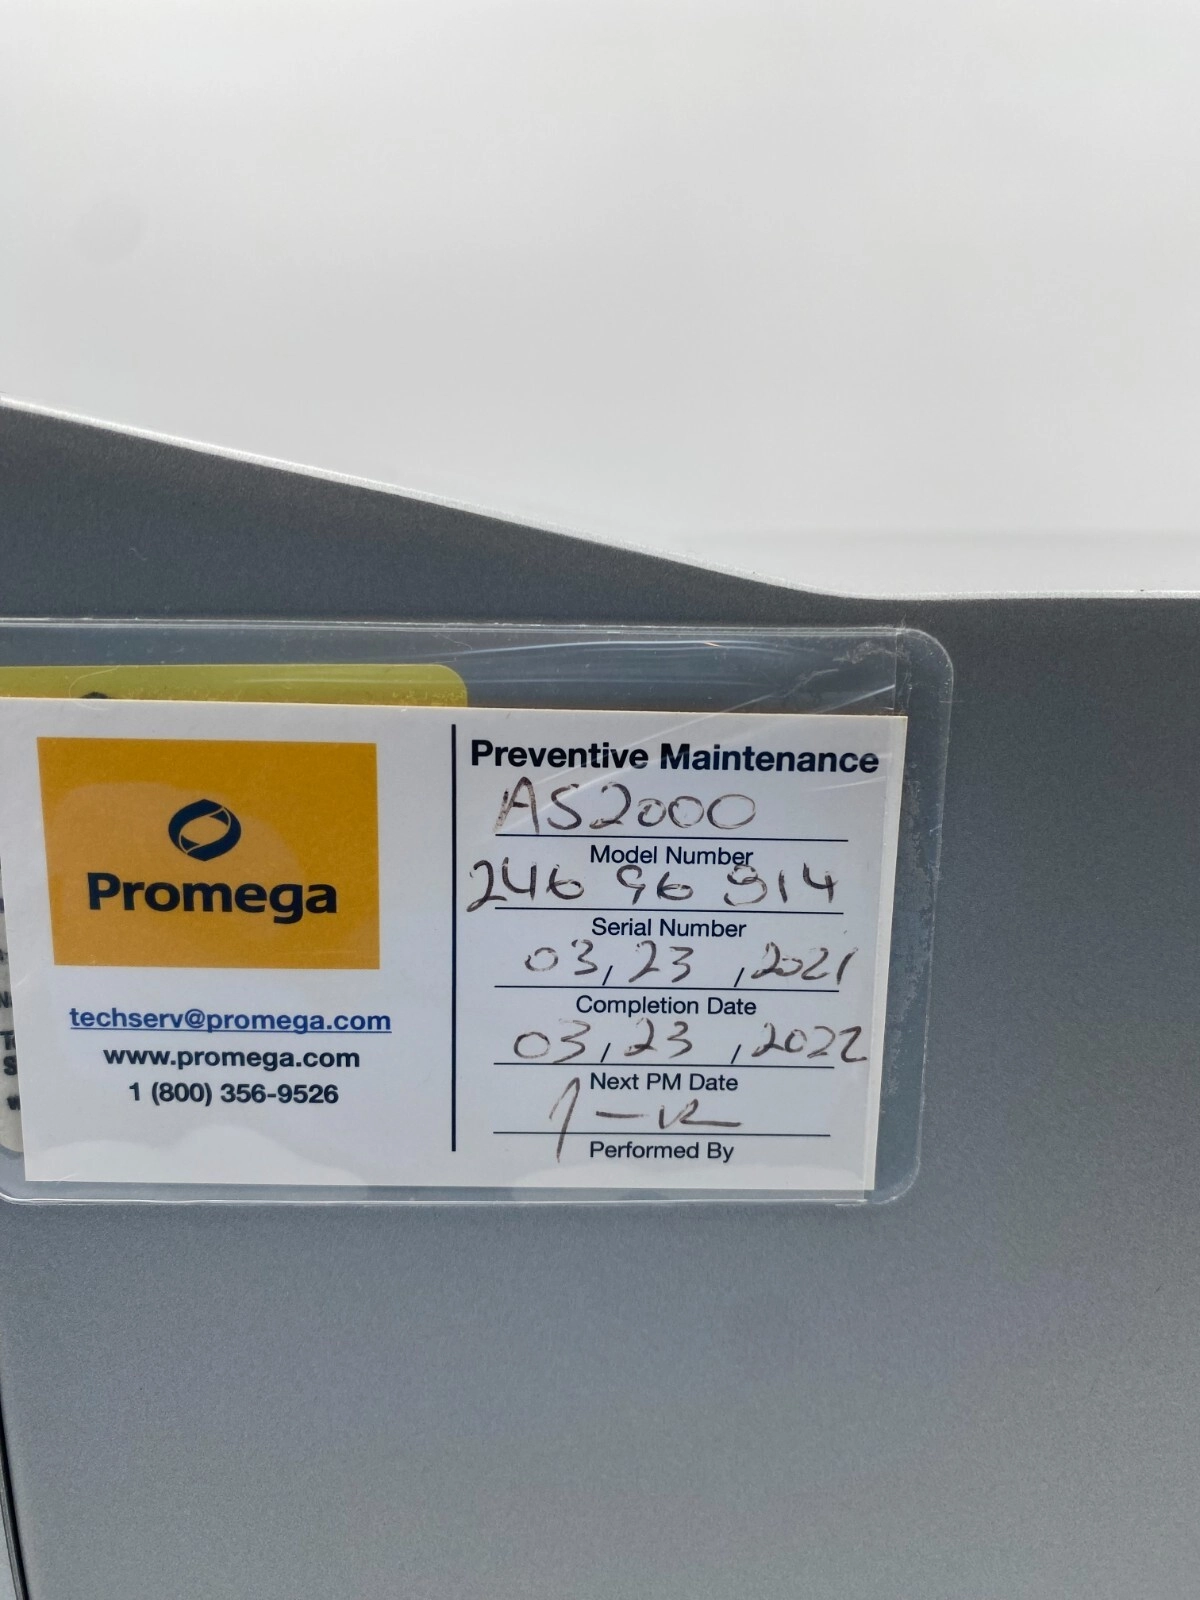 Promega
techserv@promega.com
www.promega.com
1 (800) 356-9526
Preventive Maintenance
AS2000
Model Number
246 96 914
Serial Number
03, 23, 2021
Completion Date
03, 23, 2022
Next PM Date
Performed By